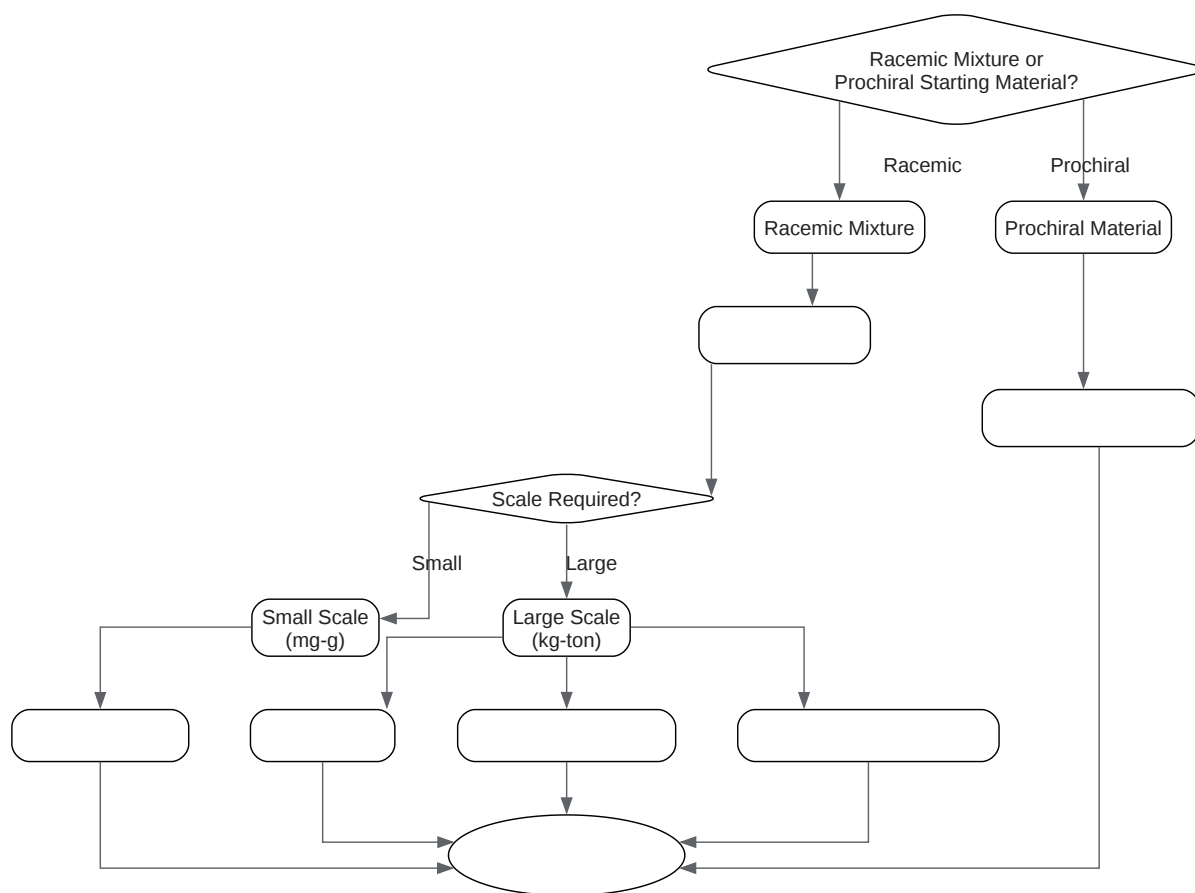 Racemic Mixture or
Prochiral Starting Material?
Racemic
Prochiral
Racemic Mixture
Prochiral Material
Scale Required?
Small
Large
Small Scale
(mg-g)
Large Scale
(kg-ton)